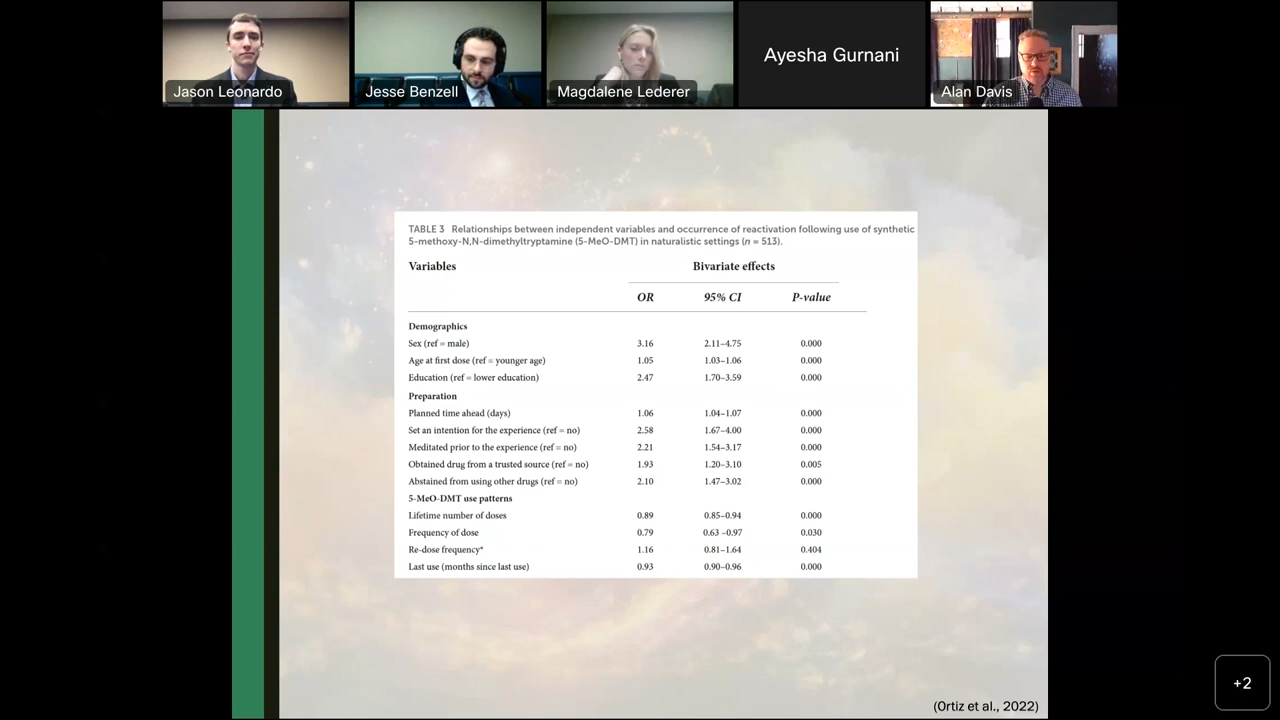 Jason Leonardo
Jesse Benzell
Magdalene Lederer
Ayesha Gurnani
Alan Davis
TABLE 3 Relationships between independent variables and occurrence of reactivation following use of synthetic
5-methoxy-N,N-dimethyltryptamine (5-MeO-DMT) in naturalistic settings (n = 513).
Variables Bivariate effects
OR 95% CI P-value
Demographics
Sex (ref = male) 3.16 2.11–4.75 0.000
Age at first dose (ref = younger age) 1.05 1.03–1.06 0.000
Education (ref = lower education) 2.47 1.70–3.59 0.000
Preparation
Planned time ahead (days) 1.06 1.04–1.07 0.000
Set an intention for the experience (ref = no) 2.58 1.67–4.00 0.000
Meditated prior to the experience (ref = no) 2.21 1.54–3.17 0.000
Obtained drug from a trusted source (ref = no) 1.93 1.20–3.10 0.005
Abstained from using other drugs (ref = no) 2.10 1.47–3.02 0.000
5-MeO-DMT use patterns
Lifetime number of doses 0.89 0.85–0.94 0.000
Frequency of dose 0.79 0.63 –0.97 0.030
Re-dose frequency* 1.16 0.81–1.64 0.404
Last use (months since last use) 0.93 0.90–0.96 0.000
+2
(Ortiz et al., 2022)